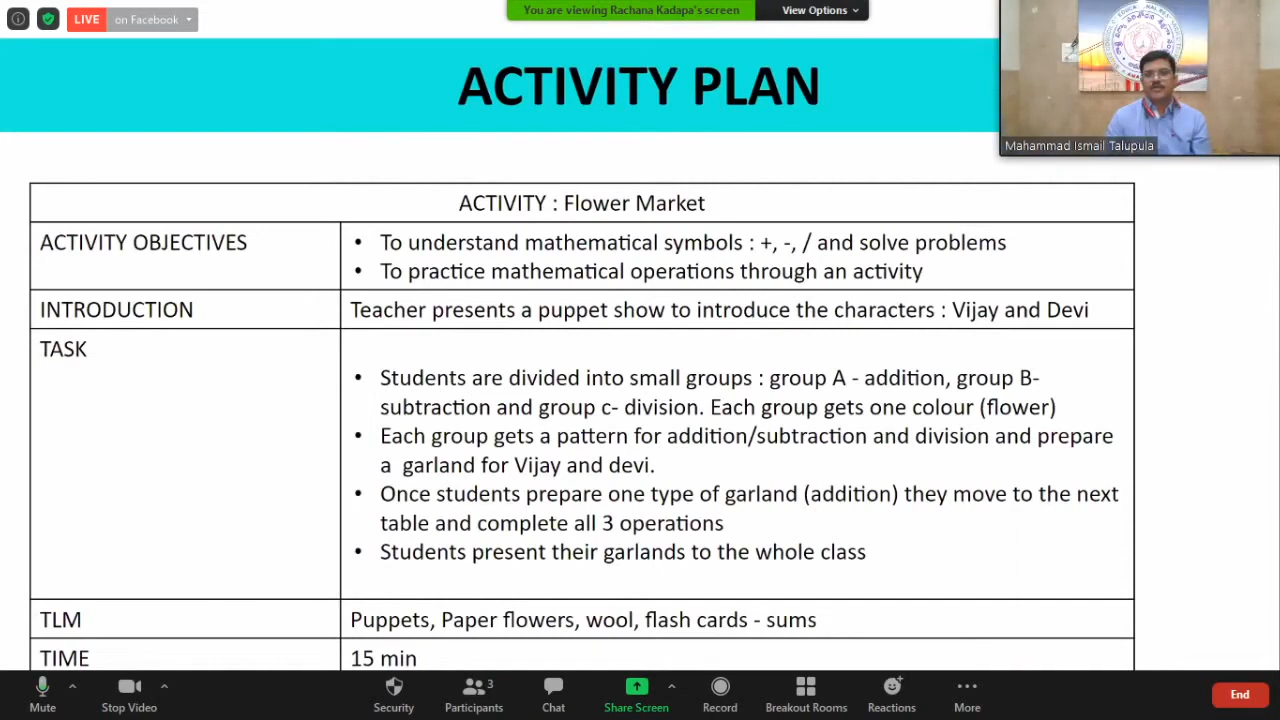 LIVE on Facebook
You are viewing Rachana Kadapa's screen
View Options
ACTIVITY PLAN
Mahammad Ismail Talupula
ACTIVITY : Flower Market
ACTIVITY OBJECTIVES
• To understand mathematical symbols : +, -, / and solve problems
• To practice mathematical operations through an activity
INTRODUCTION
Teacher presents a puppet show to introduce the characters : Vijay and Devi
TASK
• Students are divided into small groups : group A - addition, group B-
subtraction and group c- division. Each group gets one colour (flower)
• Each group gets a pattern for addition/subtraction and division and prepare
a garland for Vijay and devi.
• Once students prepare one type of garland (addition) they move to the next
table and complete all 3 operations
• Students present their garlands to the whole class
TLM
Puppets, Paper flowers, wool, flash cards - sums
TIME
15 min
Mute
Stop Video
Security
Participants
3
Chat
Share Screen
Record
Breakout Rooms
Reactions
More
End